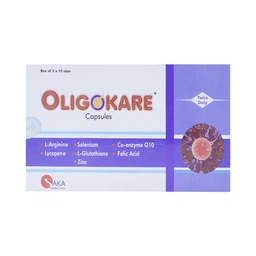 Box of 3 x 10 caps
OLIGOKARE
Capsules
Twice
Daily
• L-Arginine • Selenium • Co-enzyme Q10
• Lycopene • L-Glutathione • Folic Acid
• Zinc
SAKA